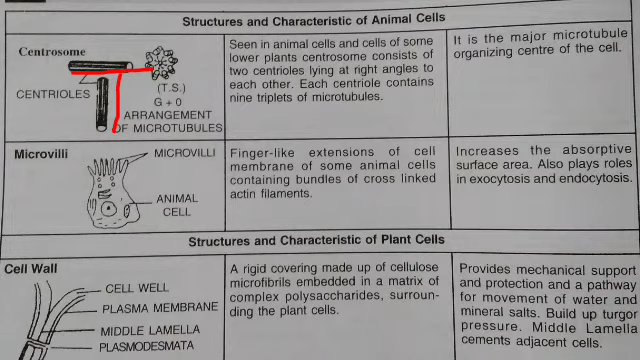 Structures and Characteristic of Animal Cells
Centrosome
CENTRIOLES
(T.S.)
G + 0
ARRANGEMENT
OF MICROTUBULES
Seen in animal cells and cells of some
lower plants centrosome consists of
two centrioles lying at right angles to
each other. Each centriole contains
nine triplets of microtubules.
It is the major microtubule
organizing centre of the cell.
Microvilli
MICROVILLI
ANIMAL
CELL
Finger-like extensions of cell
membrane of some animal cells
containing bundles of cross linked
actin filaments.
Increases the absorptive
surface area. Also plays roles
in exocytosis and endocytosis.
Structures and Characteristic of Plant Cells
Cell Wall
CELL WELL
PLASMA MEMBRANE
MIDDLE LAMELLA
PLASMODESMATA
A rigid covering made up of cellulose
microfibrils embedded in a matrix of
complex polysaccharides, surroun-
ding the plant cells.
Provides mechanical support
and protection and a pathway
for movement of water and
mineral salts. Build up turgor
pressure. Middle Lamella
cements adjacent cells.